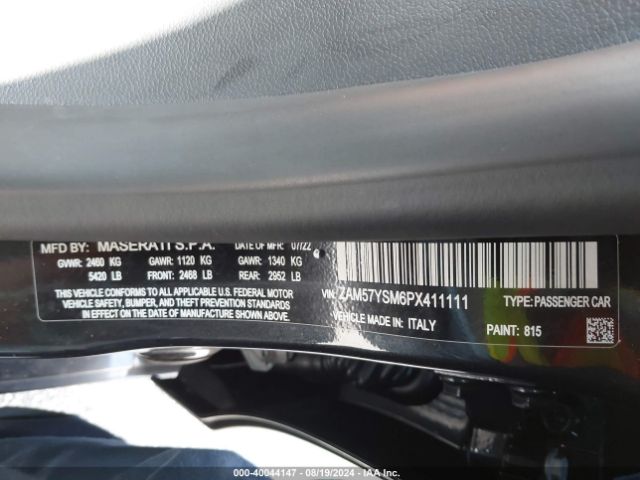 MFD BY: MASERATI S.P.A. DATE OF MFR: 07/22
GVWR: 2460 KG GAWR: 1120 KG GAWR: 1340 KG
5420 LB FRONT: 2468 LB REAR: 2952 LB
THIS VEHICLE CONFORMS TO ALL APPLICABLE U.S. FEDERAL MOTOR
VEHICLE SAFETY, BUMPER, AND THEFT PREVENTION STANDARDS IN
EFFECT ON THE DATE OF MANUFACTURE SHOWN ABOVE.
VIN: ZAM57YSM6PX411111 TYPE: PASSENGER CAR
VEHICLE MADE IN: ITALY PAINT: 815
000-40044147 - 08/19/2024 - IAAI.COM